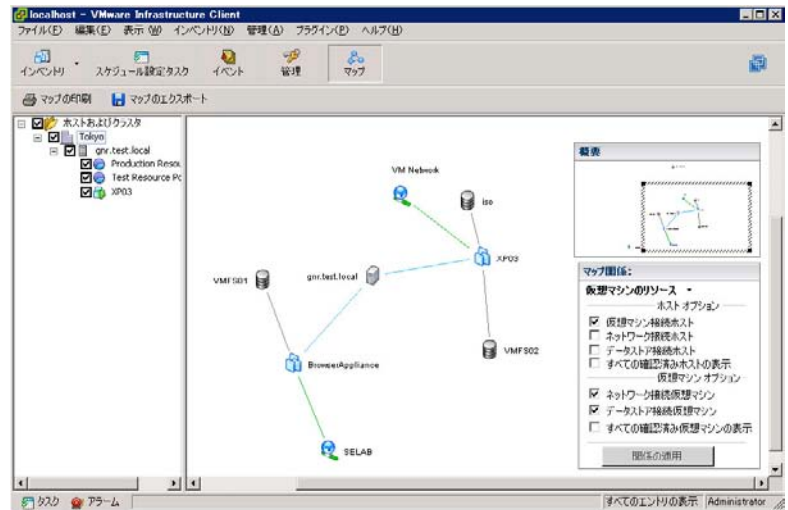 localhost - VMware Infrastructure Client
ファイル(F) 編集(E) 表示(W) インベントリ(N) 管理(A) プラグイン(P) ヘルプ(H)
インベントリ スケジュール設定タスク イベント 管理 マップ
マップの印刷 マップのエクスポート
ホストおよびクラスタ
Tokyo
gnr.test.local
Production Resou
Test Resource Po
XP03
VM Network
iso
XP03
gnr.test.local
VMFS01
VMFS02
BrowserAppliance
SELAB
概要
マップ関係:
仮想マシンのリソース
ホスト オプション
仮想マシン接続ホスト
ネットワーク接続ホスト
データストア接続ホスト
すべての確認済みホストの表示
仮想マシン オプション
ネットワーク接続仮想マシン
データストア接続仮想マシン
すべての確認済み仮想マシンの表示
関係の適用
タスク アラーム すべてのエントリの表示 Administrator